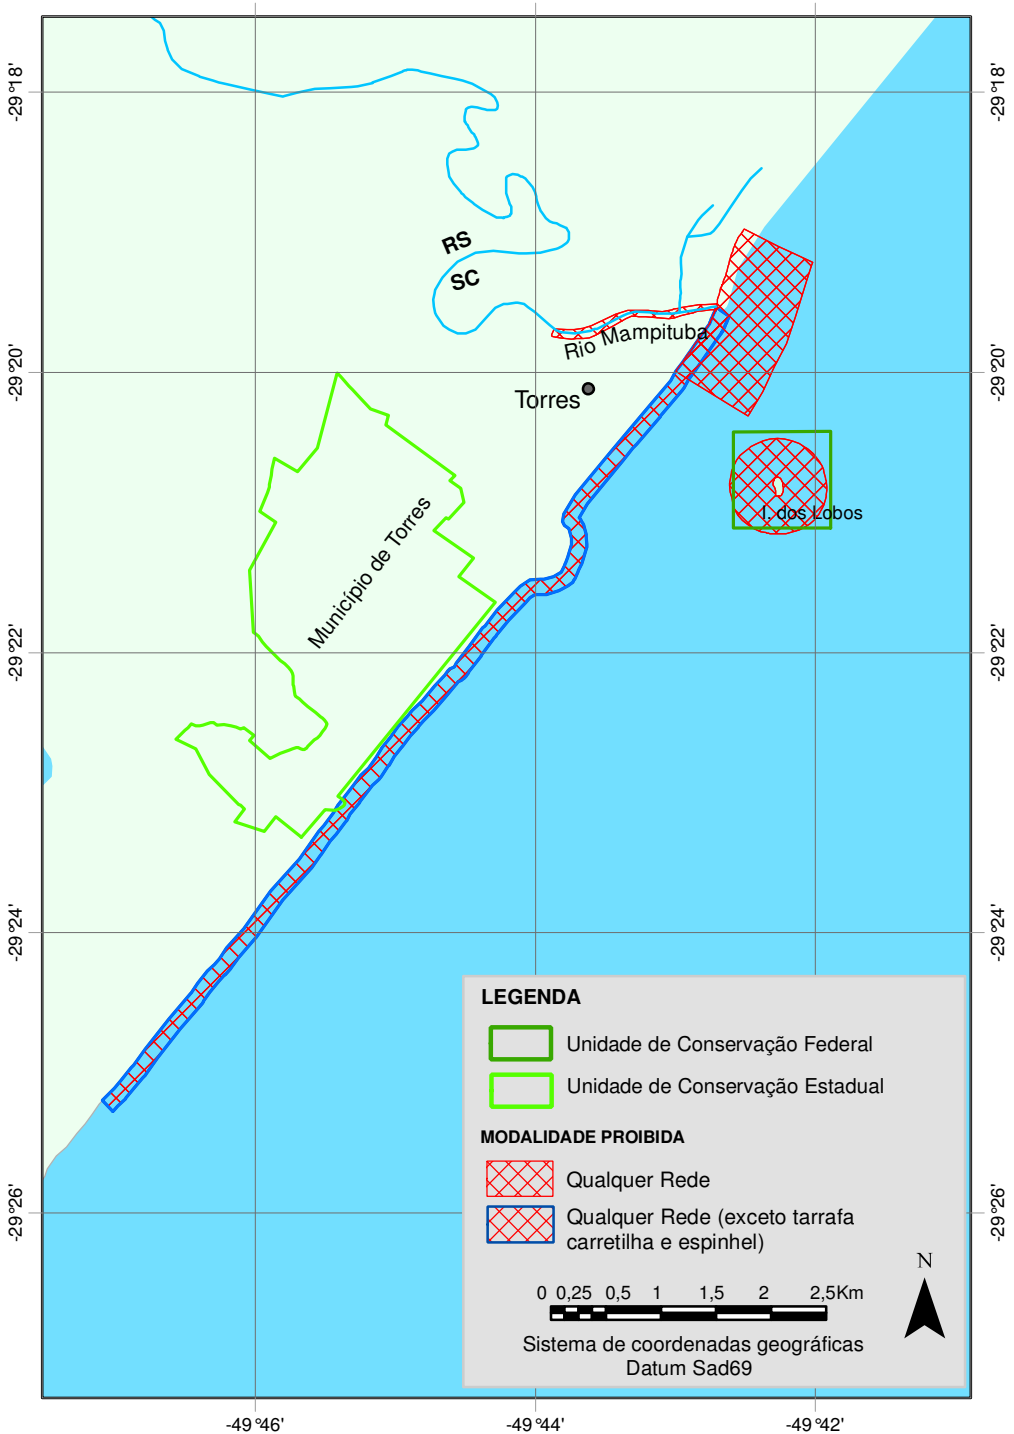 -29°18'
-29°18'
RS
SC
Rio Mampituba
-29°20'
-29°20'
Torres
I. dos Lobos
Município de Torres
-29°22'
-29°22'
-29°24'
-29°24'
LEGENDA
Unidade de Conservação Federal
Unidade de Conservação Estadual
MODALIDADE PROIBIDA
Qualquer Rede
Qualquer Rede (exceto tarrafa
carretilha e espinhel)
-29°26'
-29°26'
N
0 0,25 0,5 1 1,5 2 2,5Km
Sistema de coordenadas geográficas
Datum Sad69
-49°46' -49°44' -49°42'